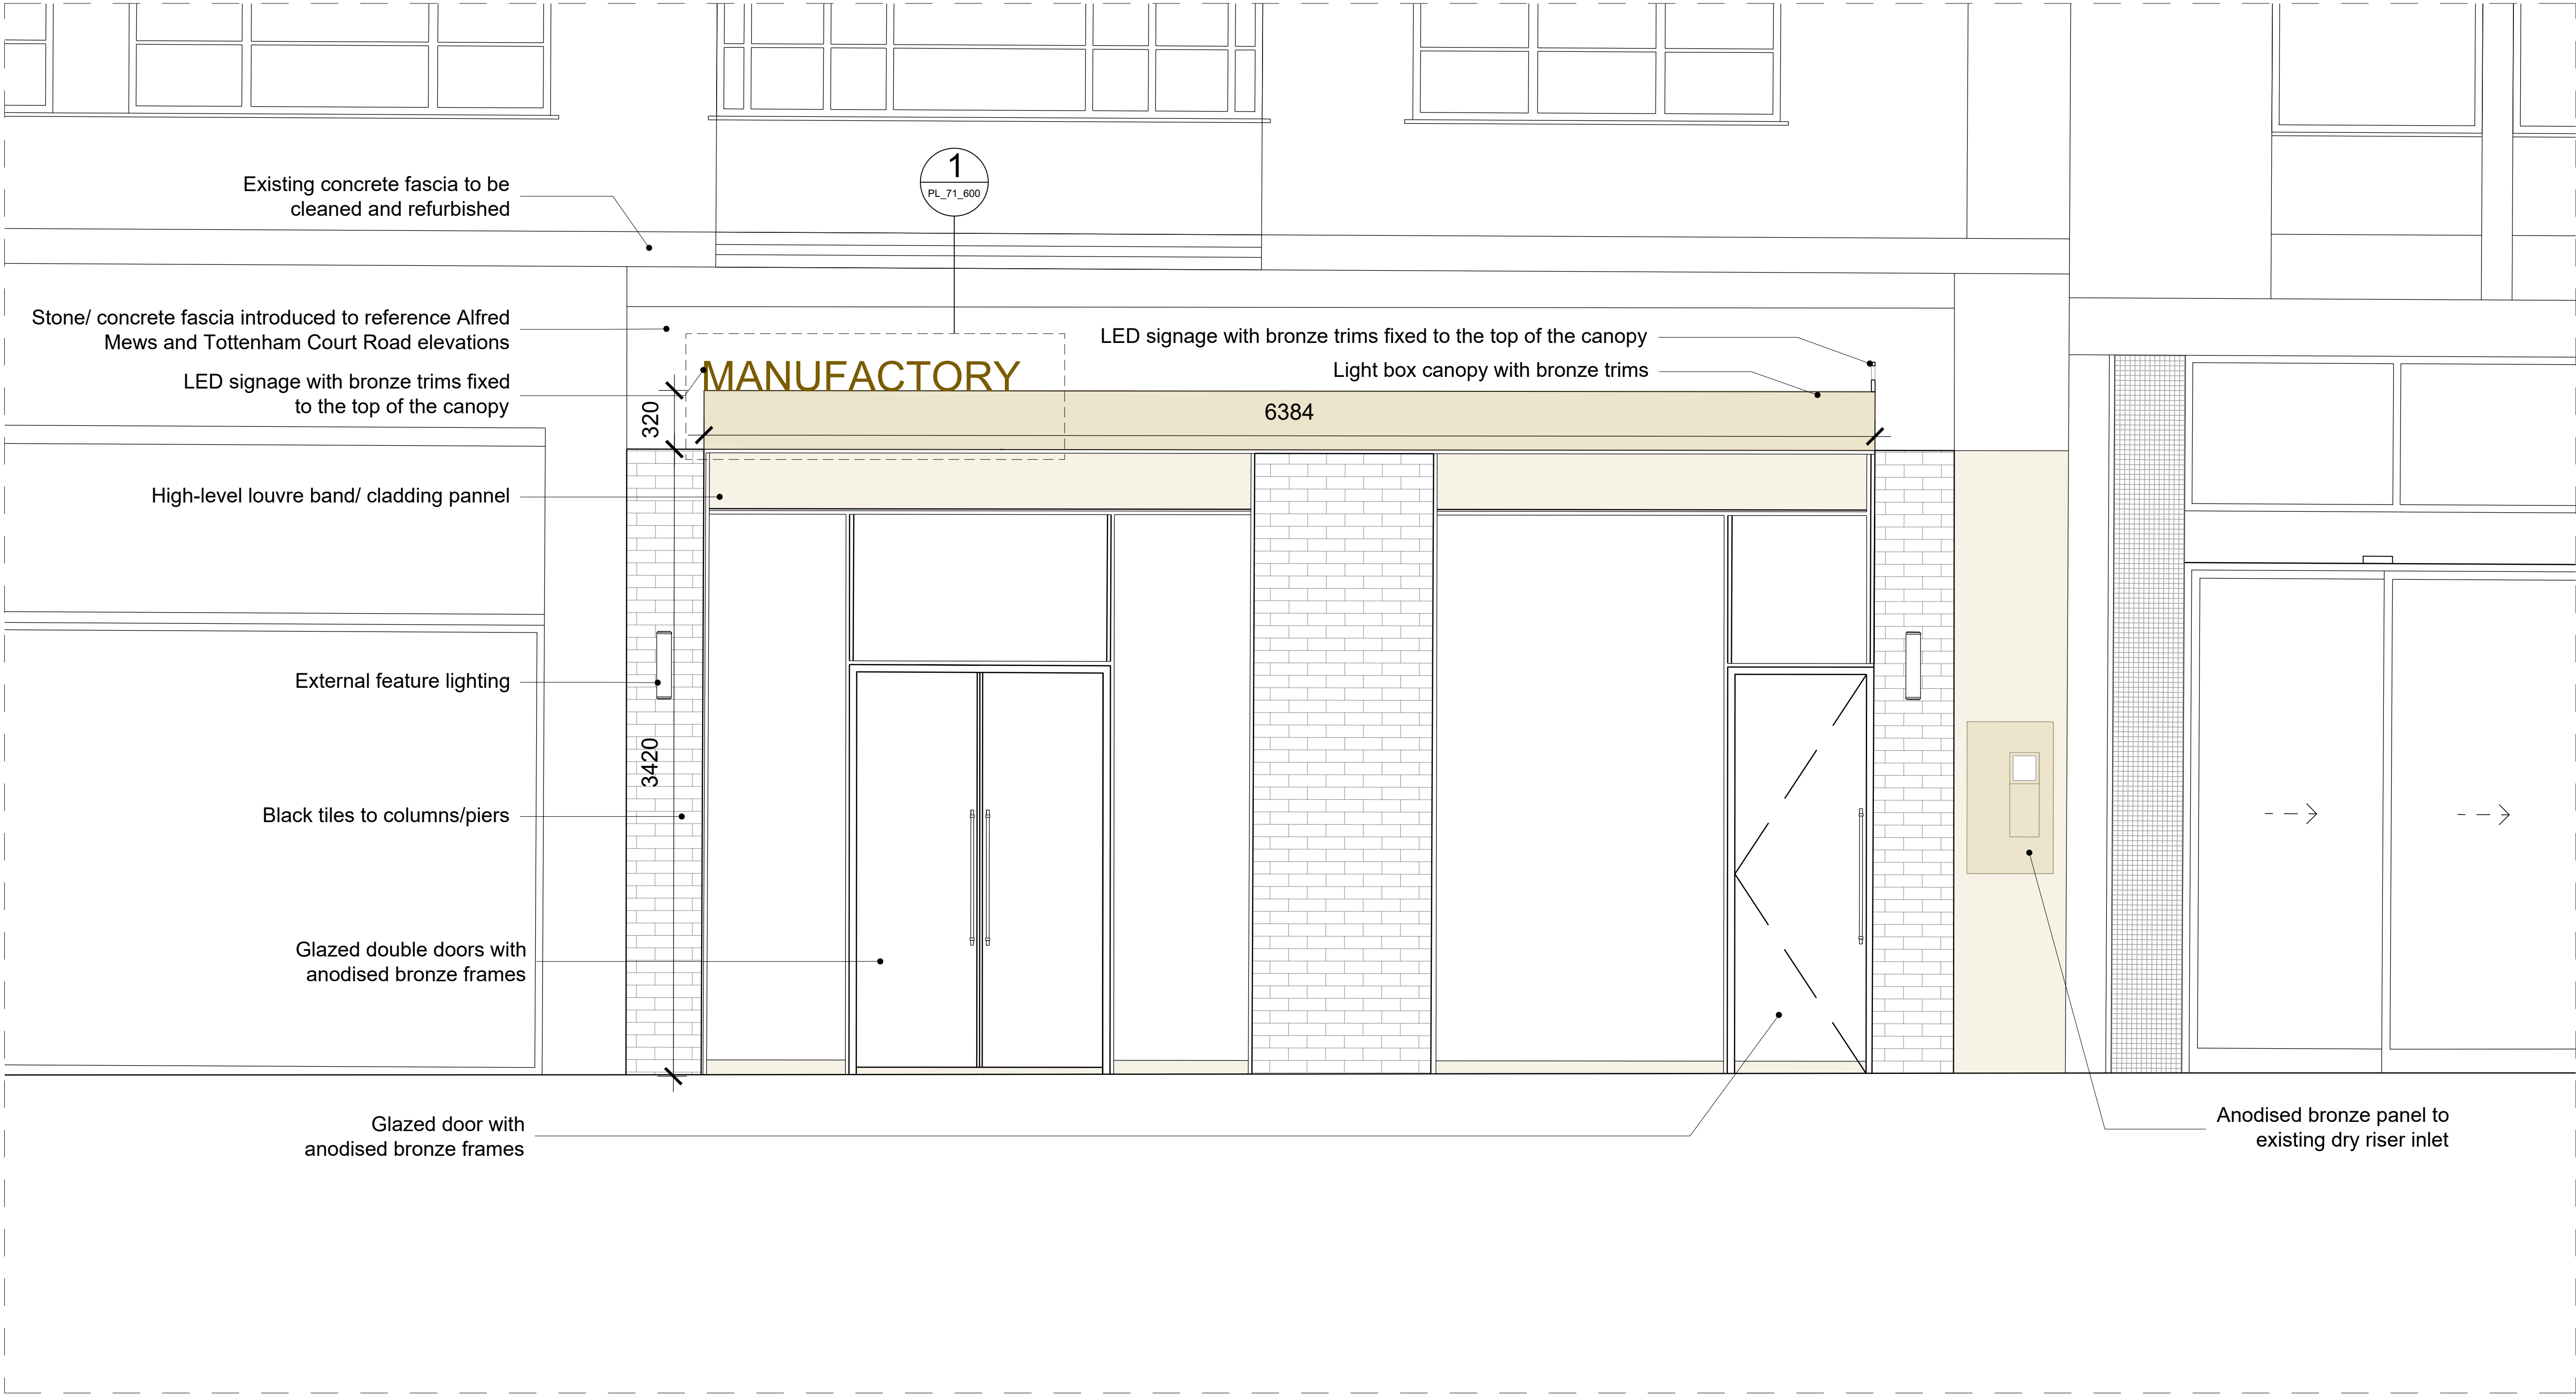 1
PL_71_600
Existing concrete fascia to be
cleaned and refurbished
Stone/ concrete fascia introduced to reference Alfred
Mews and Tottenham Court Road elevations
LED signage with bronze trims fixed to the top of the canopy
Light box canopy with bronze trims
LED signage with bronze trims fixed
to the top of the canopy
MANUFACTORY
320
6384
High-level louvre band/ cladding pannel
External feature lighting
3420
Black tiles to columns/piers
Glazed double doors with
anodised bronze frames
Glazed door with
anodised bronze frames
Anodised bronze panel to
existing dry riser inlet